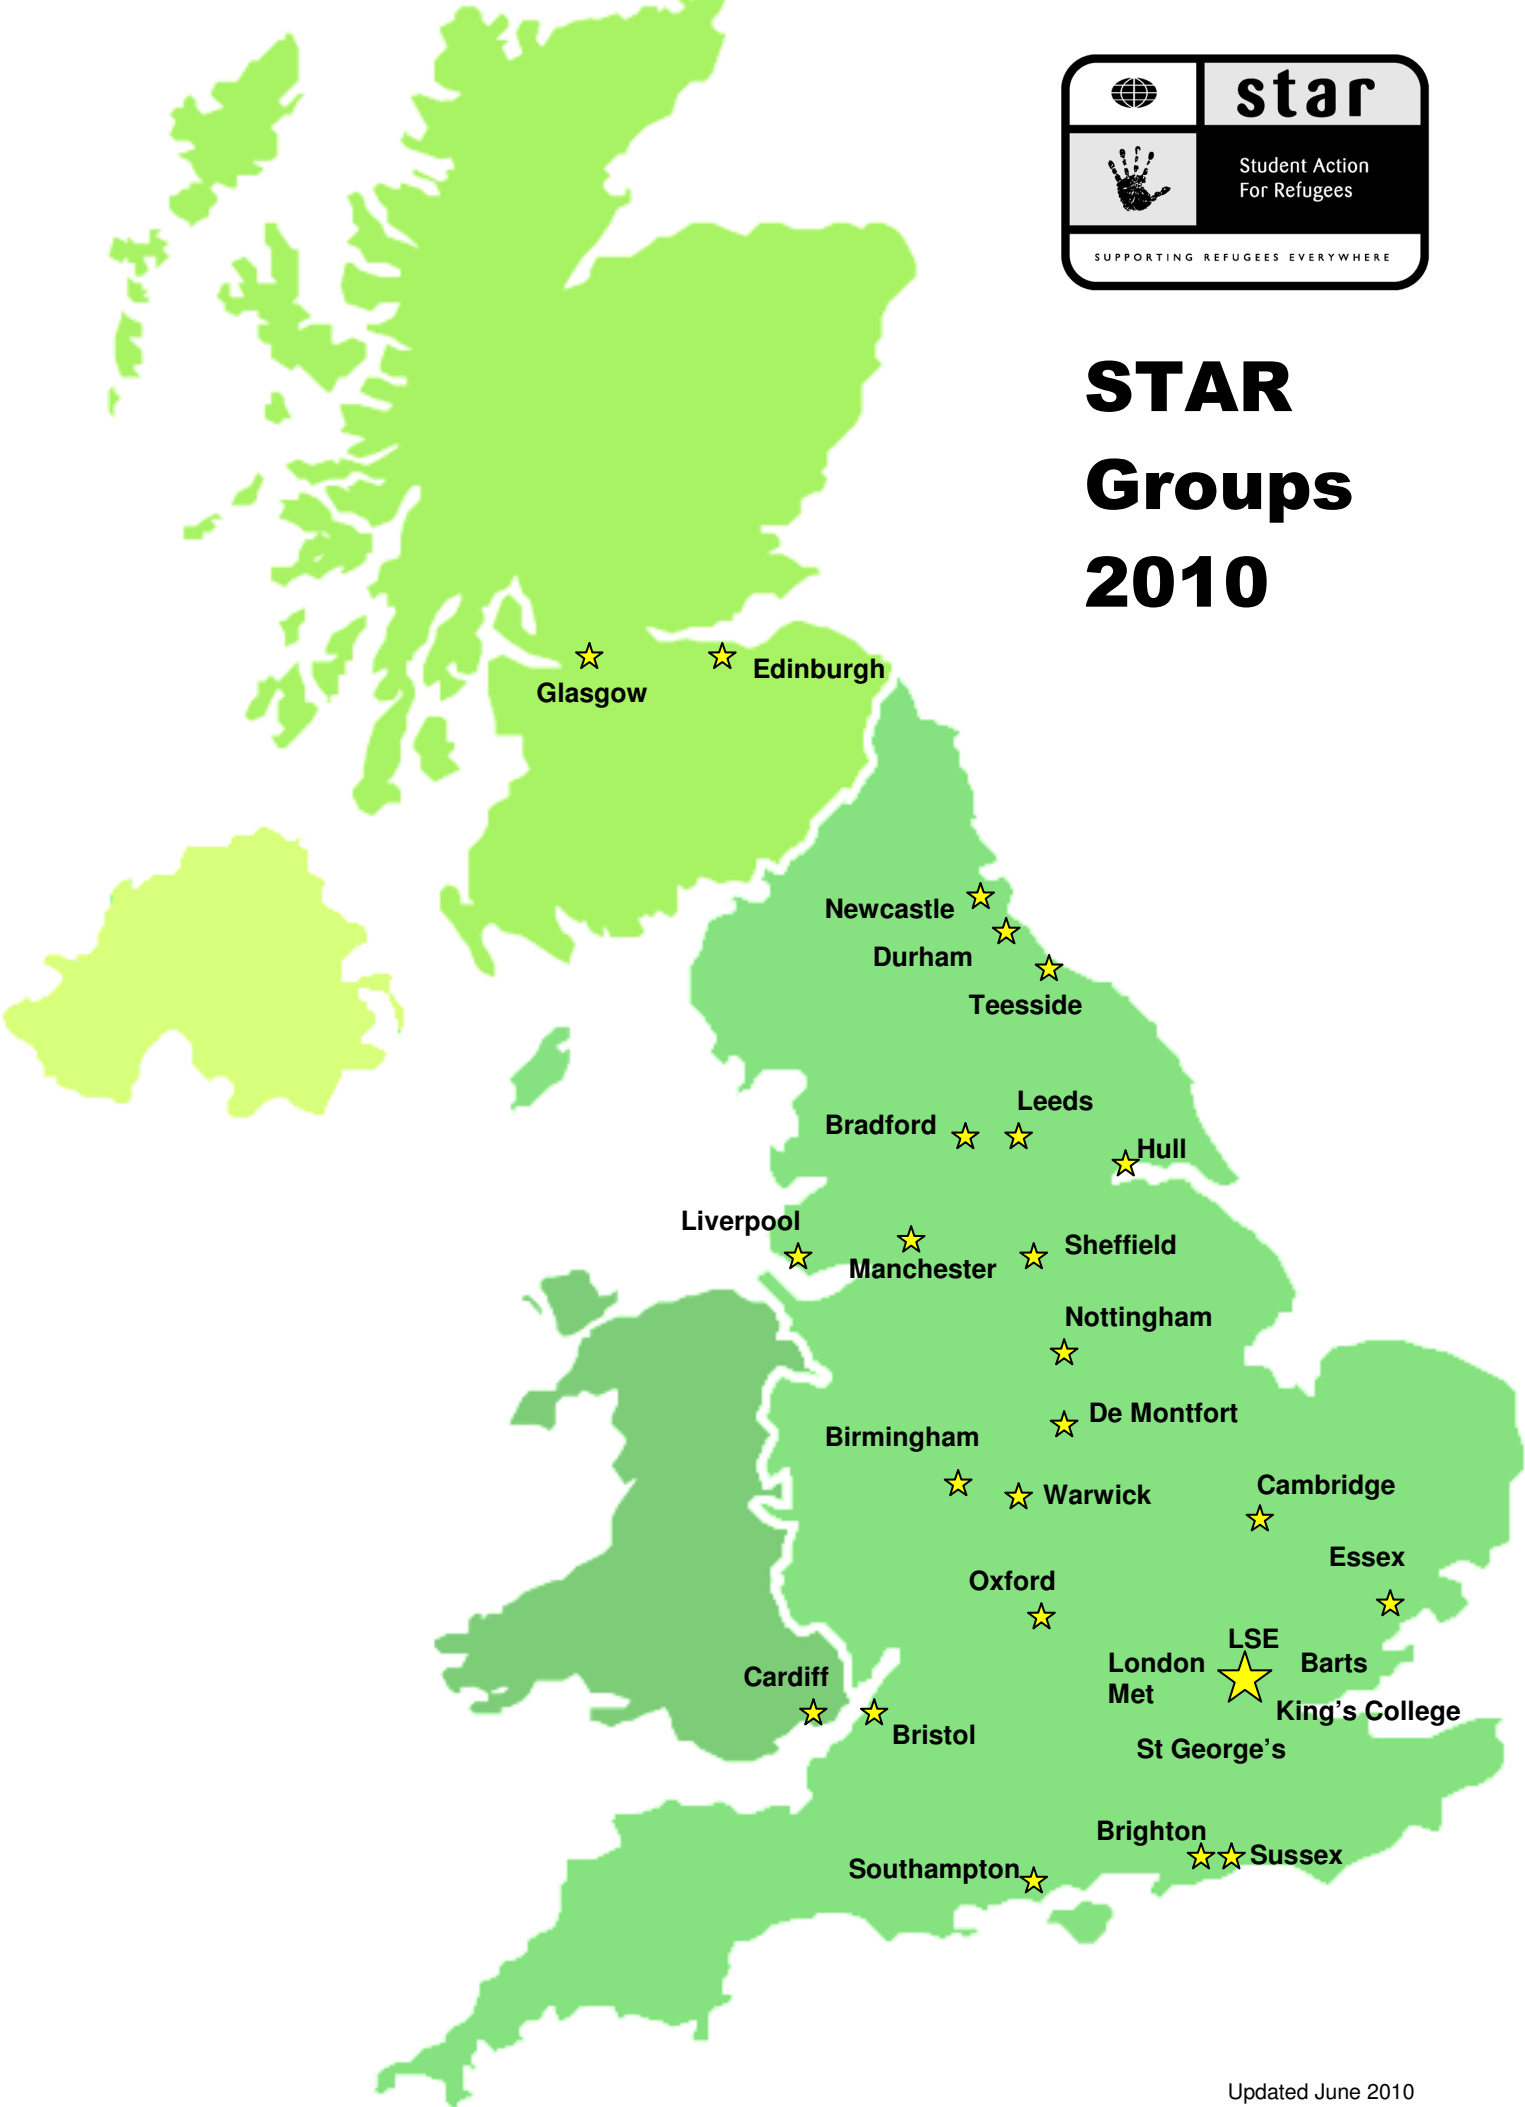 star
Student Action
For Refugees
SUPPORTING REFUGEES EVERYWHERE
STAR
Groups
2010
Edinburgh
Glasgow
Newcastle
Durham
Teesside
Leeds
Bradford
Hull
Liverpool
Sheffield
Manchester
Nottingham
De Montfort
Birmingham
Cambridge
Warwick
Essex
Oxford
LSE
London
Met
Barts
Cardiff
King's College
Bristol
St George's
Brighton
Sussex
Southampton
Updated June 2010